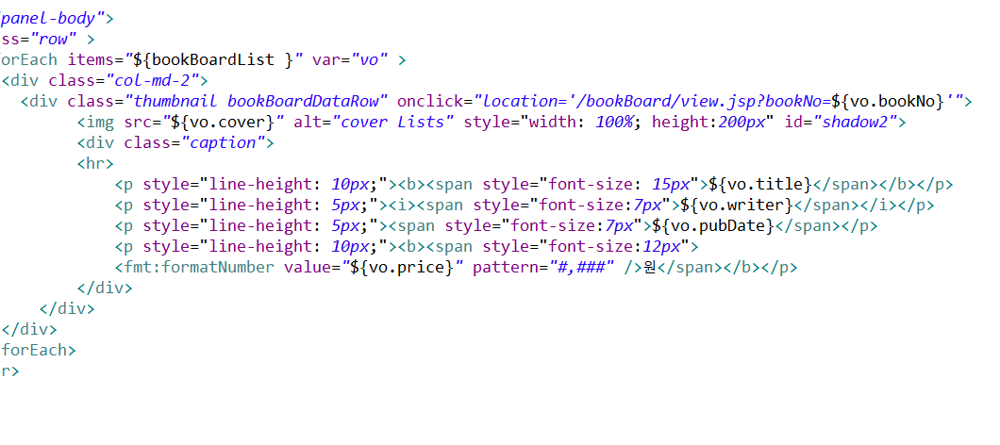 panel-body">
ss="row" >
orEach items="${bookBoardList }" var="vo" >
<div class="col-md-2">
<div class="thumbnail bookBoardDataRow" onclick="location='/bookBoard/view.jsp?bookNo=${vo.bookNo}'">
<img src="${vo.cover}" alt="cover Lists" style="width: 100%; height:200px" id="shadow2">
<div class="caption">
<hr>
<p style="line-height: 10px;"><b><span style="font-size: 15px">${vo.title}</span></b></p>
<p style="line-height: 5px;"><i><span style="font-size:7px">${vo.writer}</span></i></p>
<p style="line-height: 5px;"><span style="font-size:7px">${vo.pubDate}</span></p>
<p style="line-height: 10px;"><b><span style="font-size:12px">
<fmt:formatNumber value="${vo.price}" pattern="#,###" />원</span></b></p>
</div>
</div>
</div>
forEach>
r>